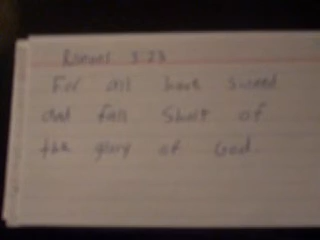 Romans 3:23
For all have sinned
and fall short of
the glory of God.